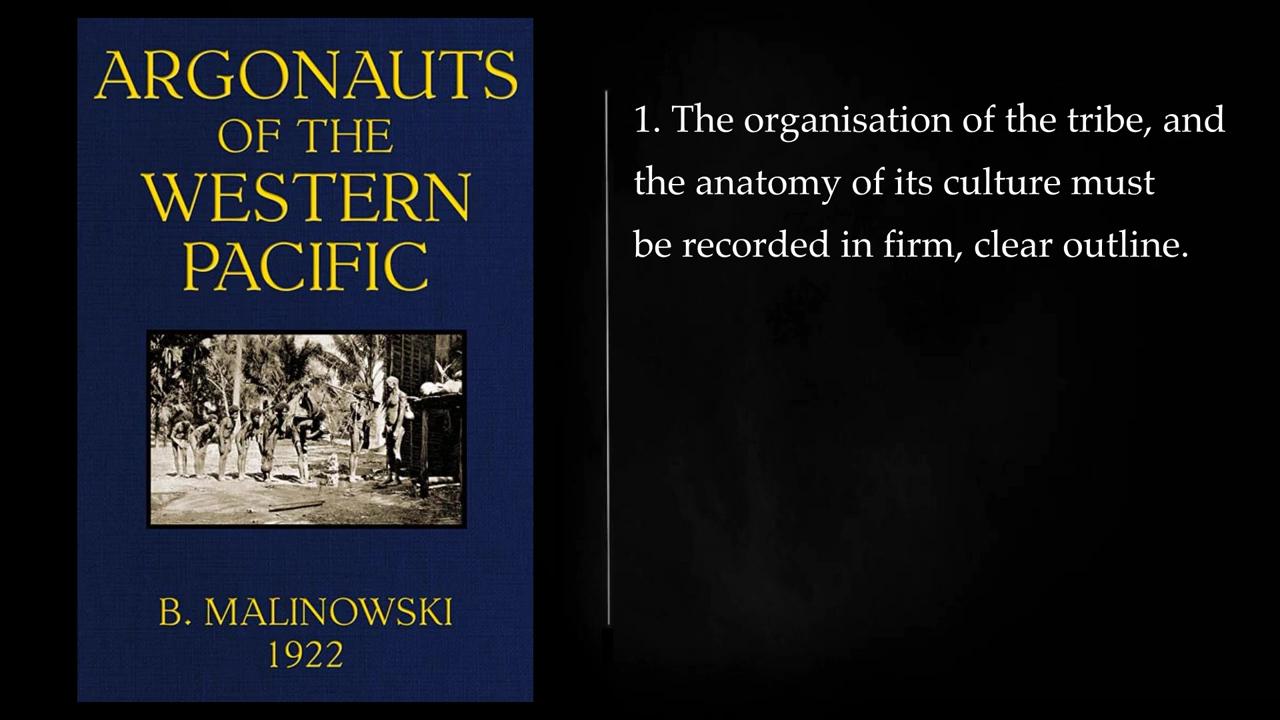 ARGONAUTS
OF THE
WESTERN
PACIFIC
B. MALINOWSKI
1922
1. The organisation of the tribe, and
the anatomy of its culture must
be recorded in firm, clear outline.